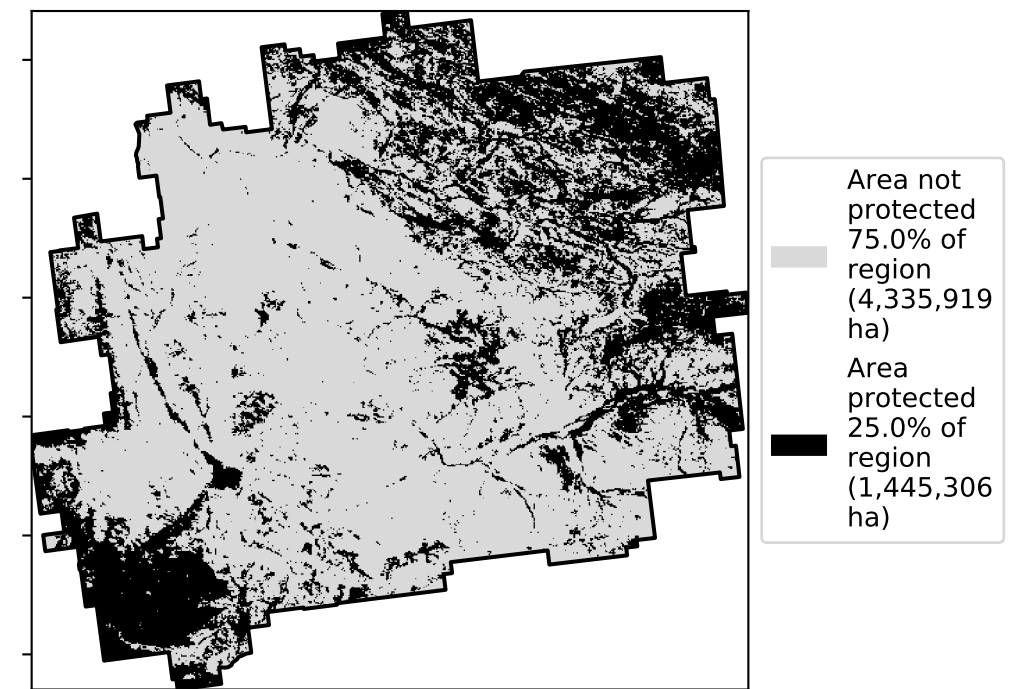 Area not
protected
75.0% of
region
(4,335,919
ha)
Area
protected
25.0% of
region
(1,445,306
ha)